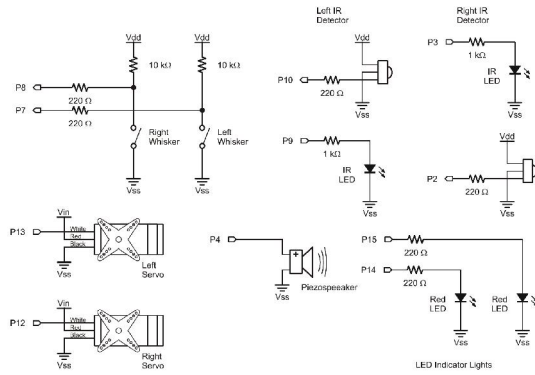 Vdd
Vdd
10 kΩ
10 kΩ
P8
220 Ω
P7
220 Ω
Right
Whisker
Left
Whisker
Vss
Vss
Left IR
Detector
Vdd
P10
220 Ω
Vss
Right IR
Detector
P3
1 kΩ
IR
LED
Vss
P9
1 kΩ
IR
LED
Vss
Vdd
P2
220 Ω
Vss
Vin
P13
White
Red
Black
Vss
Left
Servo
Vin
P12
White
Red
Black
Vss
Right
Servo
P4
+
Vss
Piezospeeaker
P15
220 Ω
P14
220 Ω
Red
LED
Red
LED
Vss
Vss
LED Indicator Lights